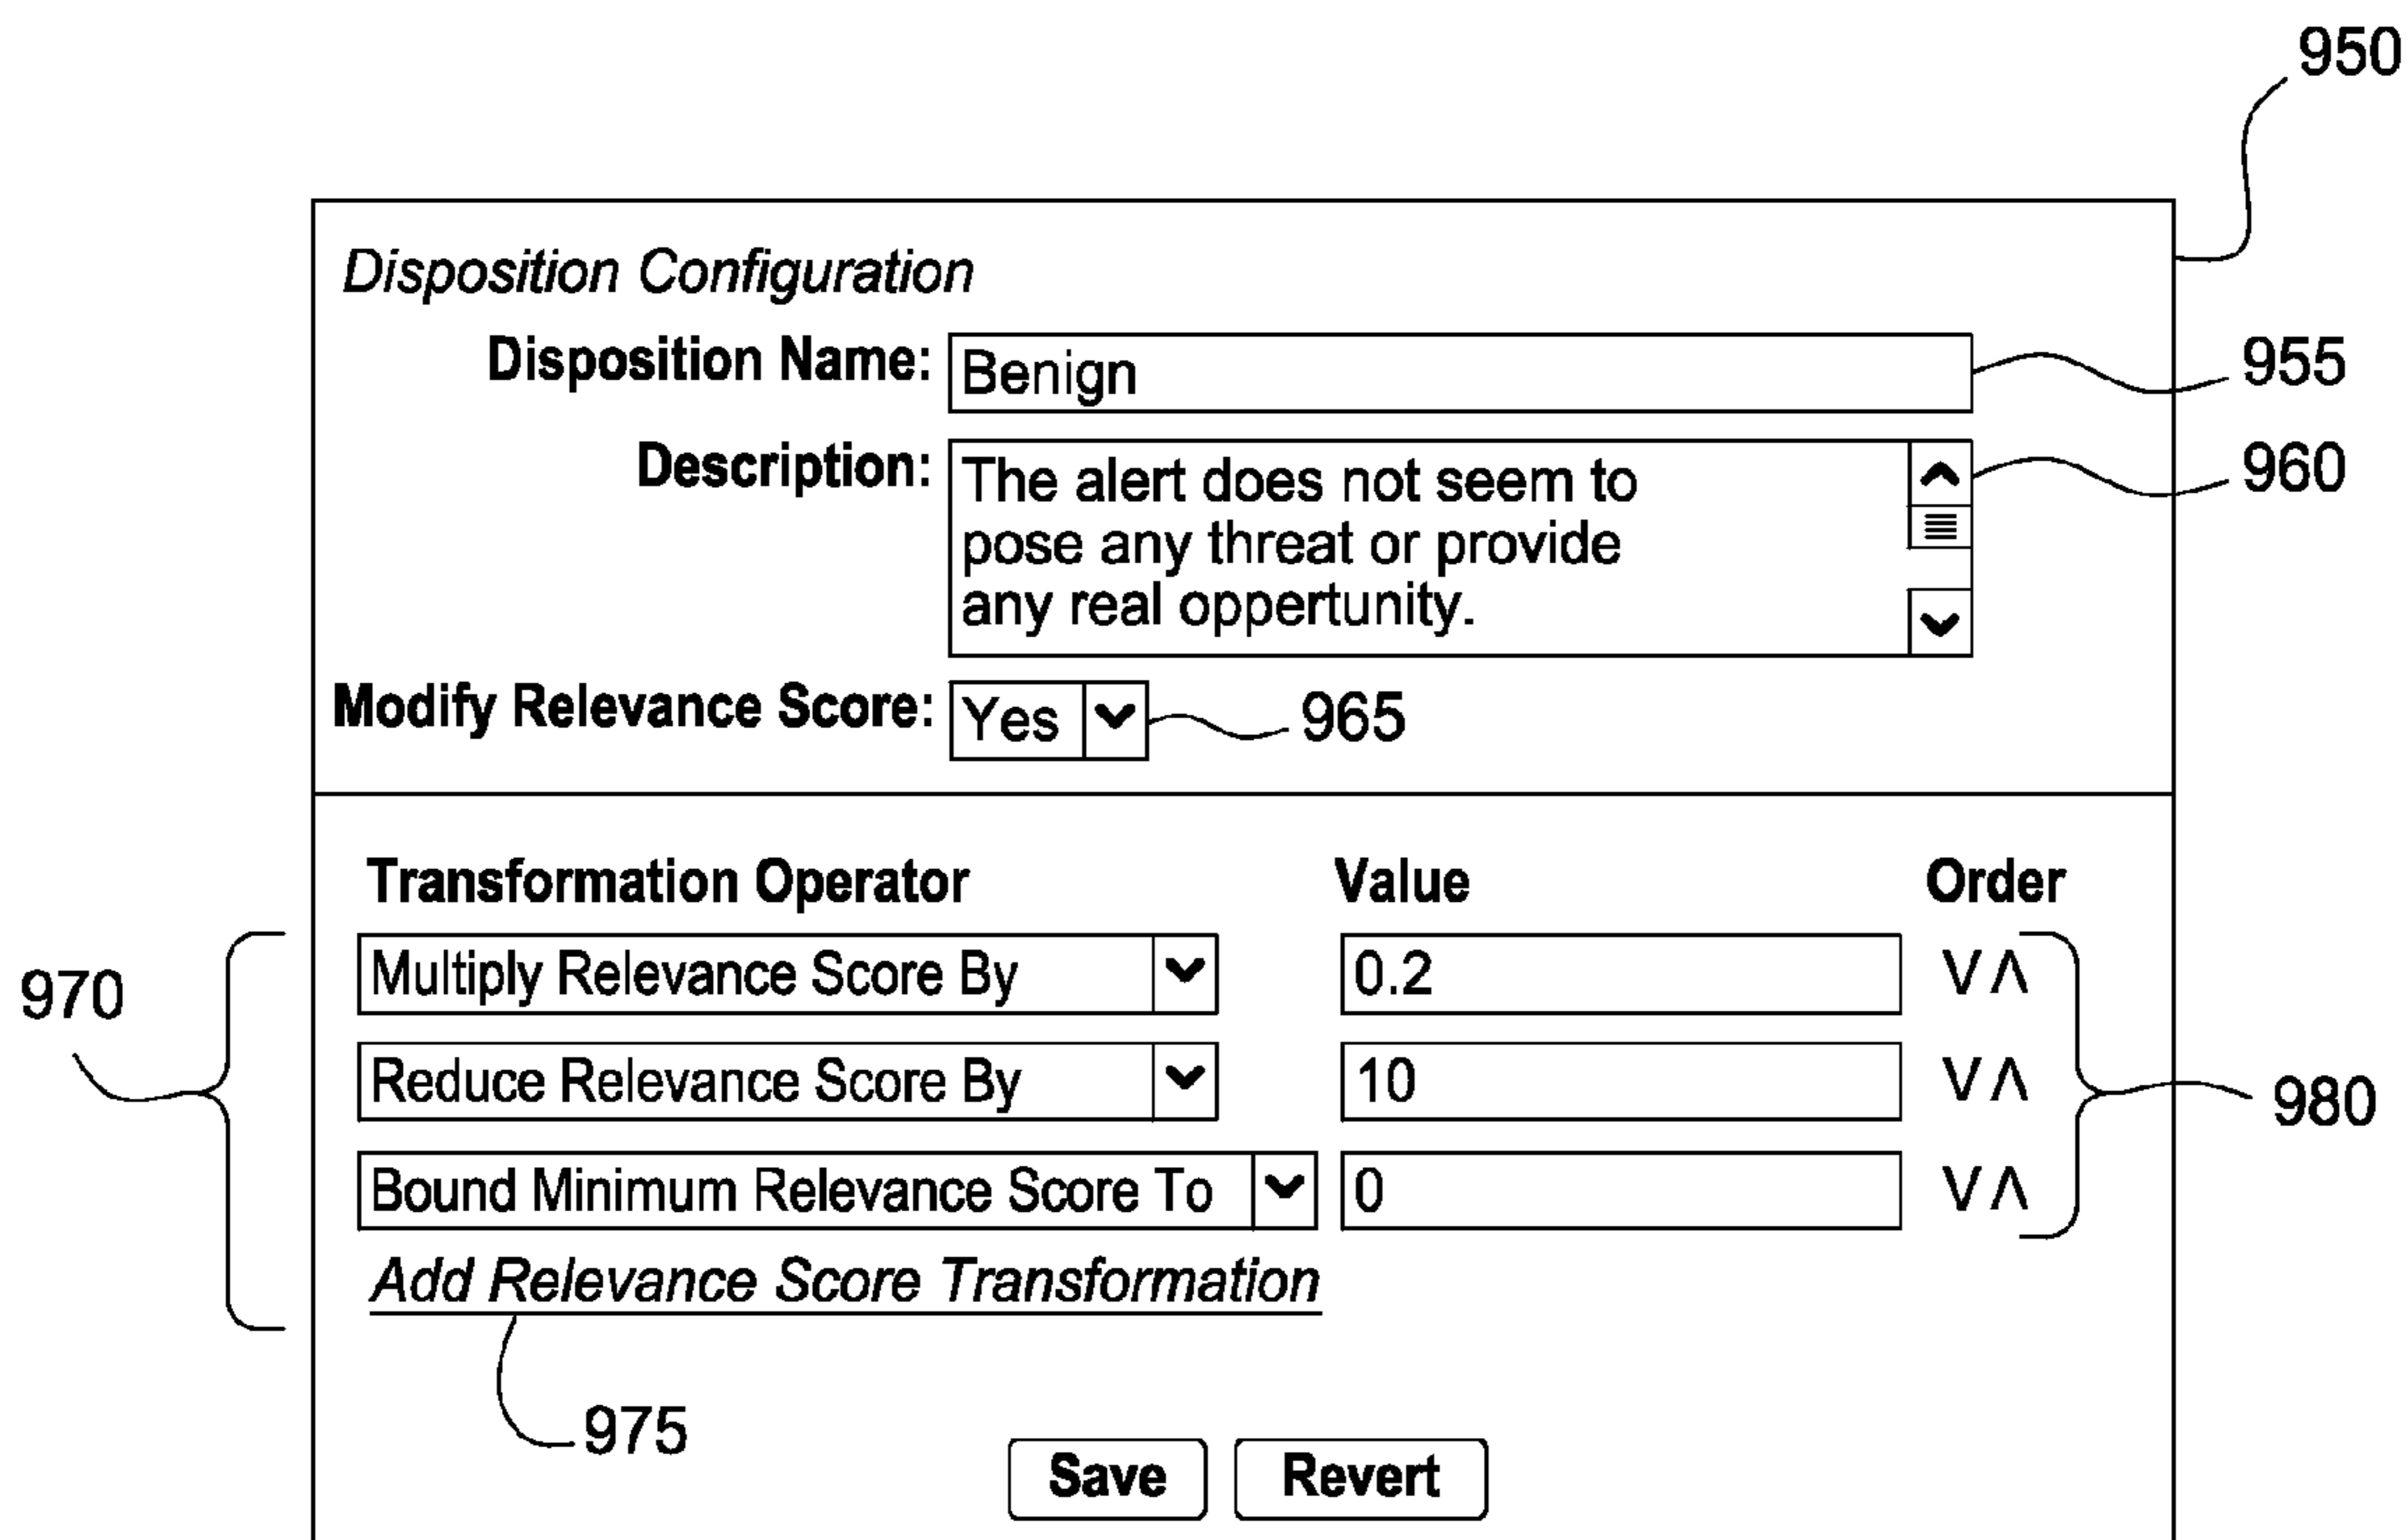 950
Disposition Configuration
Disposition Name: Benign 955
Description: The alert does not seem to 960
pose any threat or provide
any real oppertunity.
Modify Relevance Score: Yes 965
Transformation Operator Value Order
970
Multiply Relevance Score By 0.2 V Λ
Reduce Relevance Score By 10 V Λ 980
Bound Minimum Relevance Score To 0 V Λ
Add Relevance Score Transformation
975
Save Revert